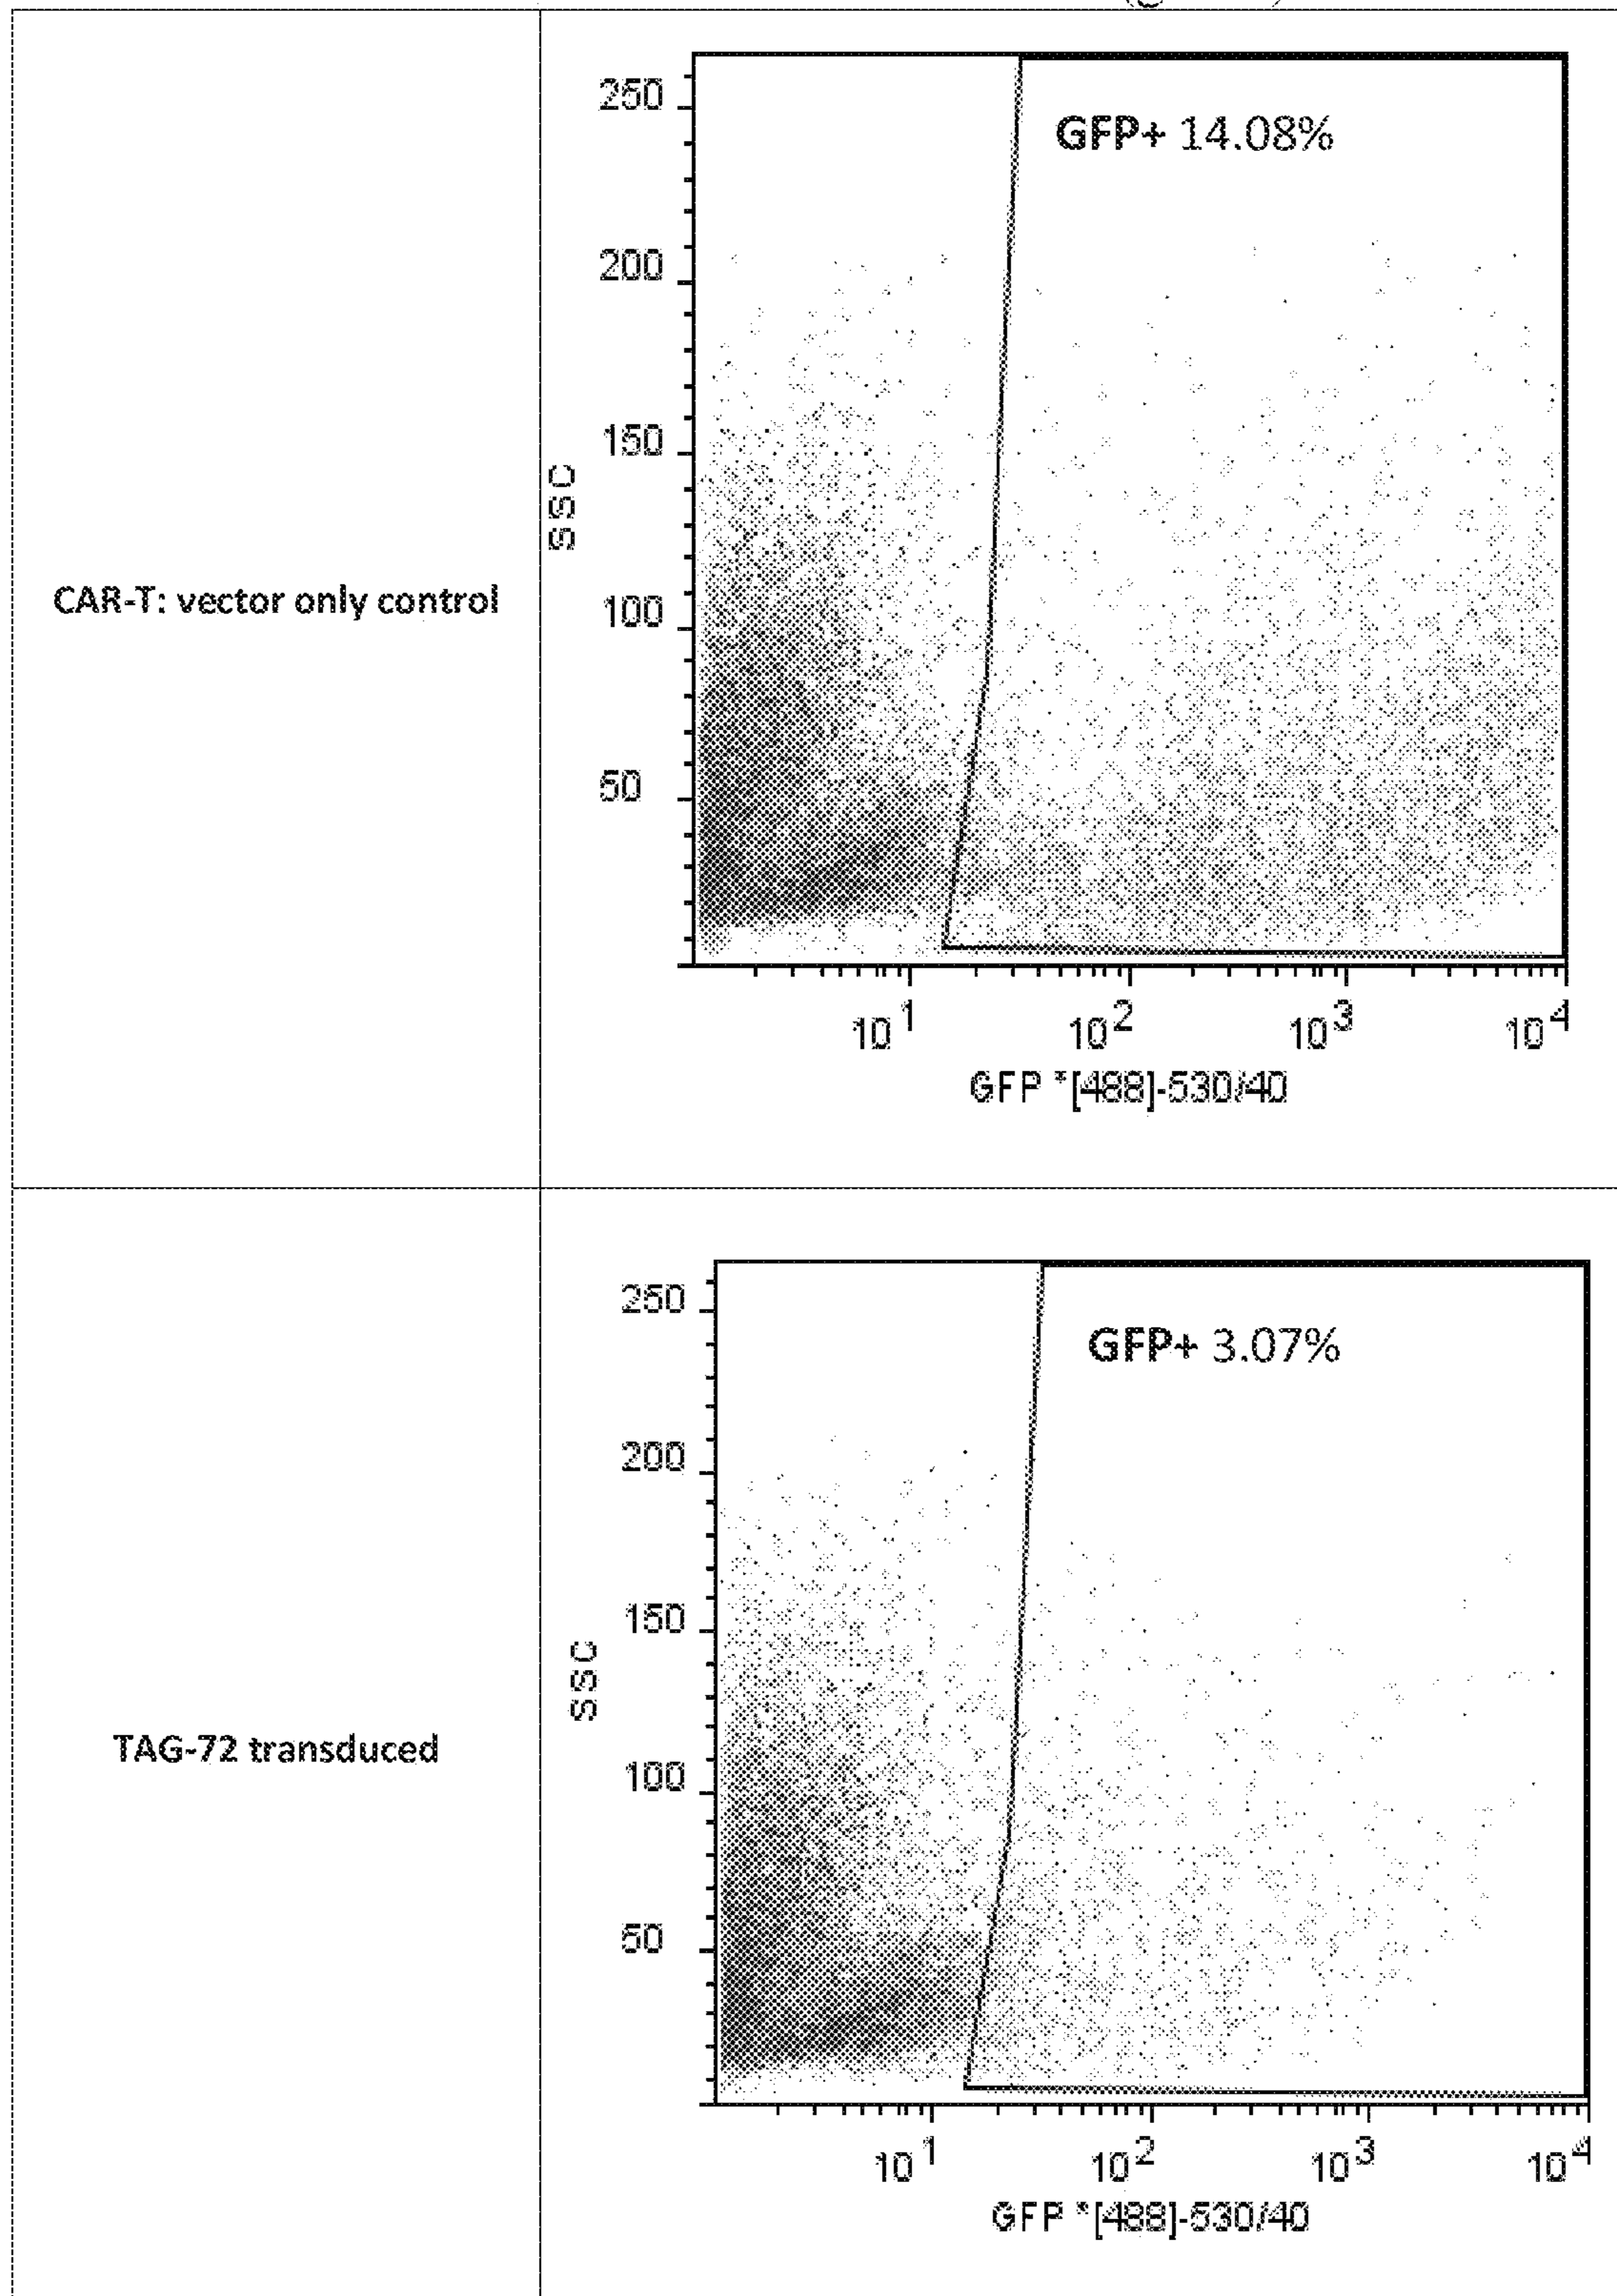 CAR-T: vector only control
GFP+ 14.08%
250
200
150
100
50
SSC
10^1 10^2 10^3 10^4
GFP *[488]-530/40
TAG-72 transduced
GFP+ 3.07%
250
200
150
100
50
SSC
10^1 10^2 10^3 10^4
GFP *[488]-530/40